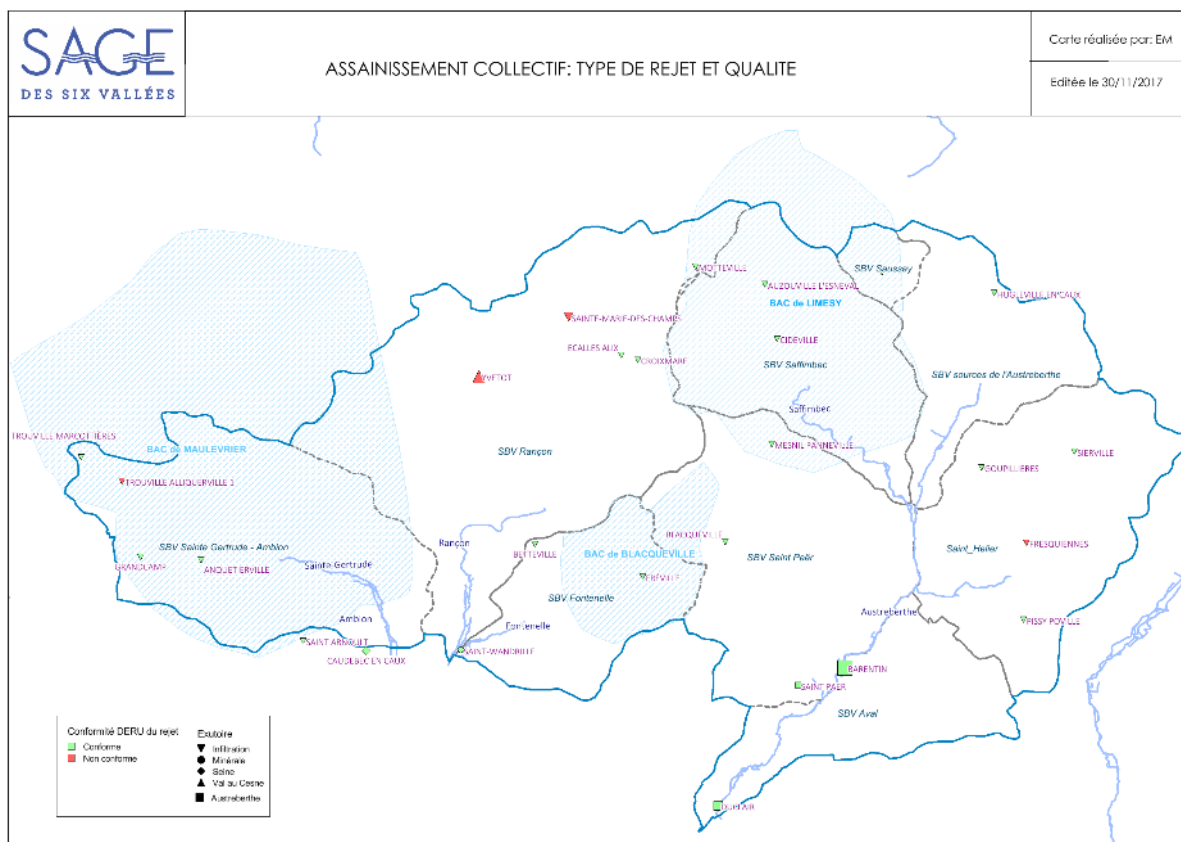 SAGE
DES SIX VALLÉES
ASSAINISSEMENT COLLECTIF: TYPE DE REJET ET QUALITE
Carte réalisée par: EM
Editée le 30/11/2017
MOTTEVILLE
SBV Saussay
AUZOUVILLE L'ESNEVAL
BAC de LIMESY
HUGLEVILLE EN CAUX
SAINTE-MARIE-DES-CHAMPS
CIDEVILLE
ECALLES ALIX
CROIXMARE
SBV Saffimbec
SBV sources de l'Austreberthe
YVETOT
Saffimbec
TROUVILLE MARCOTTIÈRES
BAC de MAULEVRIER
SBV Rançon
MESNIL PANNEVILLE
SIERVILLE
GOUPILLIERES
TROUVILLE ALLIQUERVILLE 1
SBV Sainte Gertrude - Ambion
Rançon
BETTEVILLE
BAC de BLACQUEVILLE
BLACQUEVILLE
SBV Saint Paër
Saint_Hellier
FRESQUIENNES
GRANDCAMP
ANQUETIERVILLE
Sainte-Gertrude
FREVILLE
SBV Fontenelle
Ambion
Fontenelle
Austreberthe
PISSY POVILLE
SAINT ARNOULT
CAUDEBEC EN CAUX
SAINT-WANDRILLE
BARENTIN
SAINT PAER
SBV Aval
DUCLAIR
Conformité DERU du rejet
Conforme
Non conforme
Exutoire
Infiltration
Minérale
Seine
Val au Cesne
Austreberthe